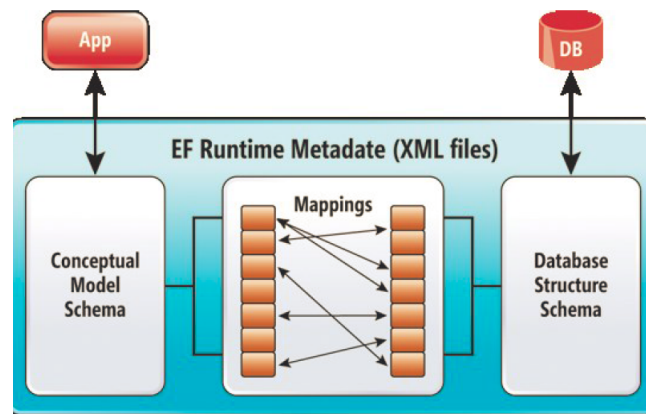 App
DB
EF Runtime Metadate (XML files)
Mappings
Conceptual
Model
Schema
Database
Structure
Schema